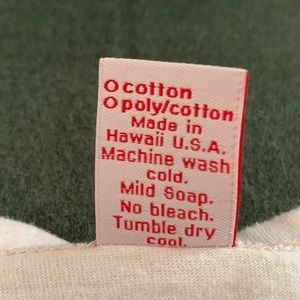 O cotton
O poly/cotton
Made in
Hawaii U.S.A.
Machine wash
cold.
Mild Soap.
No bleach.
Tumble dry
cool.